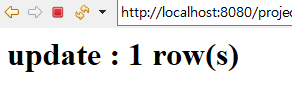 http://localhost:8080/projec
update : 1 row(s)